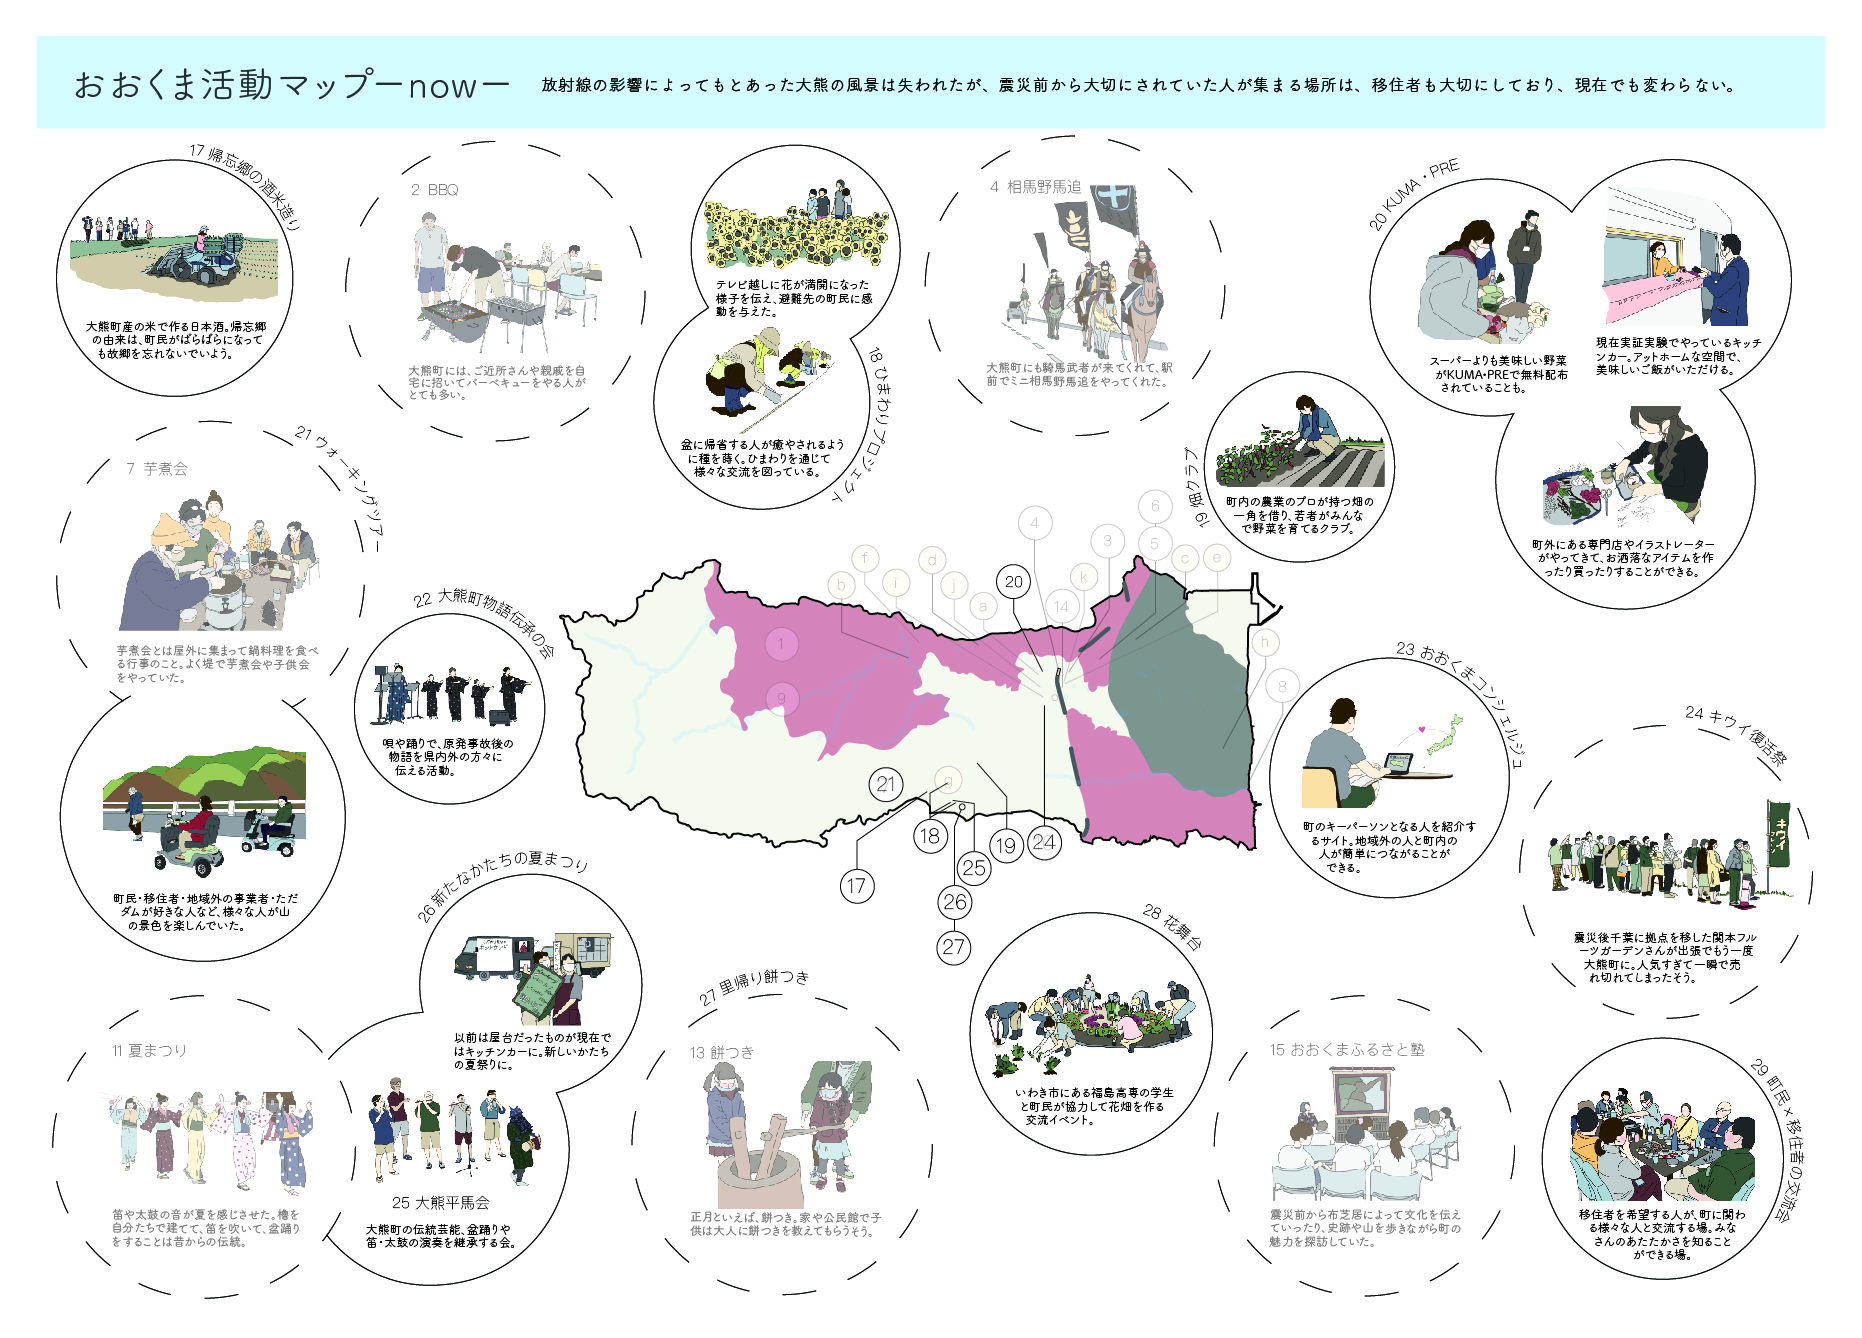 おおくま活動マップーnowー
放射線の影響によってもとあった大熊の風景は失われたが、震災前から大切にされていた人が集まる場所は、移住者も大切にしており、現在でも変わらない。
17 帰忘郷の酒米造り
大熊町産の米で作る日本酒。帰忘郷
の由来は、町民がばらばらになって
も故郷を忘れないでいよう。
2 BBQ
大熊町には、ご近所さんや親戚を自
宅に招いてバーベキューをやる人が
とても多い。
テレビ越しに花が満開になった
様子を伝え、避難先の町民に感
動を与えた。
18 ひまわりプロジェクト
盆に帰省する人が癒やされるよう
に種を蒔く。ひまわりを通じて
様々な交流を図っている。
4 相馬野馬追
大熊町にも騎馬武者が来てくれて、駅
前でミニ相馬野馬追をやってくれた。
20 KUMA・PRE
スーパーよりも美味しい野菜
がKUMA・PREで無料配布
されていることも。
現在実証実験でやっているキッチ
ンカー。アットホームな空間で、
美味しいご飯がいただける。
町外にある専門店やイラストレーター
がやってきて、お洒落なアイテムを作
ったり買ったりすることができる。
19 畑クラブ
町内の農業のプロが持つ畑の
一角を借り、若者がみんな
で野菜を育てるクラブ。
21 ウォーキングツアー
7 芋煮会
芋煮会とは屋外に集まって鍋料理を食べ
る行事のこと。よく堤で芋煮会や子供会
をやっていた。
町民・移住者・地域外の事業者・ただ
ダムが好きな人など、様々な人が山
の景色を楽しんでいた。
22 大熊町物語伝承の会
唄や踊りで、原発事故後の
物語を県内外の方々に
伝える活動。
6
4
3
5
f
d
c
e
b
i
j
20
k
a
14
1
h
9
8
21
g
18
19
24
25
17
26
27
23 おおくまコンシェルジュ
町のキーパーソンとなる人を紹介す
るサイト。地域外の人と町内の
人が簡単につながることが
できる。
24 キウイ復活祭
キウイ
震災後千葉に拠点を移した関本フル
ーツガーデンさんが出張でもう一度
大熊町に。人気すぎて一瞬で売
れ切れてしまったそう。
26 新たなかたちの夏まつり
以前は屋台だったものが現在で
はキッチンカーに。新しいかたち
の夏祭りに。
11 夏まつり
笛や太鼓の音が夏を感じさせた。櫓を
自分たちで建てて、笛を吹いて、盆踊り
をすることは昔からの伝統。
25 大熊平馬会
大熊町の伝統芸能、盆踊りや
笛・太鼓の演奏を継承する会。
27 里帰り餅つき
13 餅つき
正月といえば、餅つき。家や公民館で子
供は大人に餅つきを教えてもらうそう。
28 花舞台
いわき市にある福島高専の学生
と町民が協力して花畑を作る
交流イベント。
15 おおくまふるさと塾
震災前から布芝居によって文化を伝え
ていったり、史跡や山を歩きながら町の
魅力を探訪していた。
29 町民×移住者の交流会
移住者を希望する人が、町に関わ
る様々な人と交流する場。みな
さんのあたたかさを知ること
ができる場。